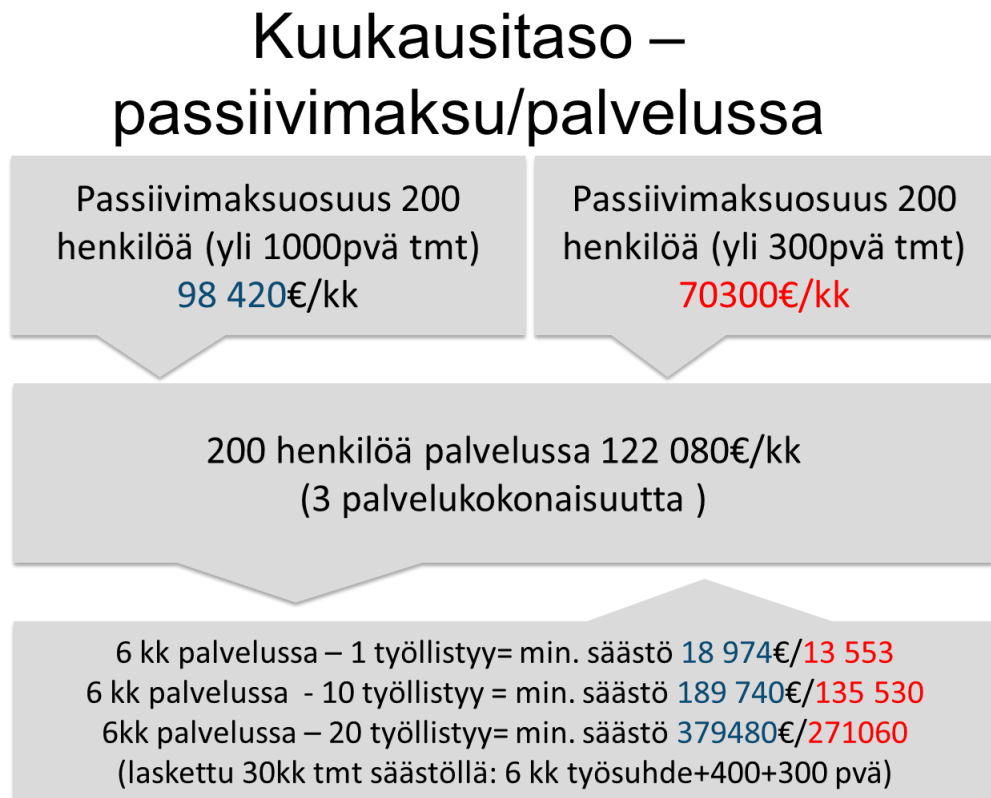 Kuukausitaso –
passiivimaksu/palvelussa
Passiivimaksuosuus 200
henkilöä (yli 1000pvä tmt)
98 420€/kk
Passiivimaksuosuus 200
henkilöä (yli 300pvä tmt)
70300€/kk
200 henkilöä palvelussa 122 080€/kk
(3 palvelukokonaisuutta )
6 kk palvelussa – 1 työllistyy= min. säästö 18 974€/13 553
6 kk palvelussa - 10 työllistyy = min. säästö 189 740€/135 530
6kk palvelussa – 20 työllistyy= min. säästö 379480€/271060
(laskettu 30kk tmt säästöllä: 6 kk työsuhde+400+300 pvä)